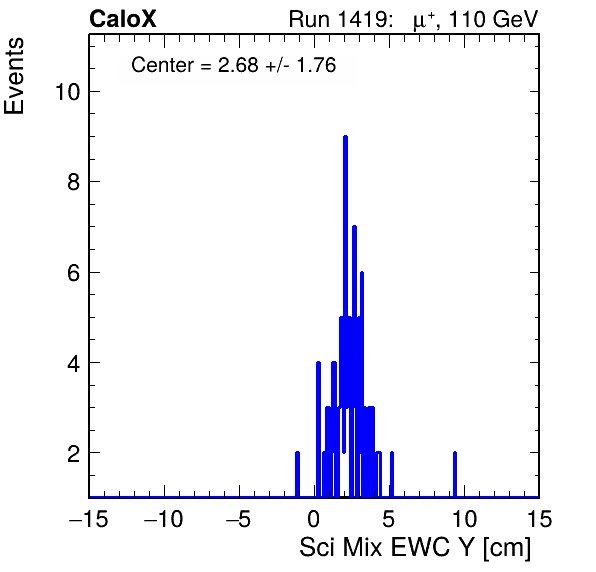 CaloX Run 1419: μ⁺, 110 GeV
Center = 2.68 +/- 1.76
Events
10
8
6
4
2
−15 −10 −5 0 5 10 15
Sci Mix EWC Y [cm]